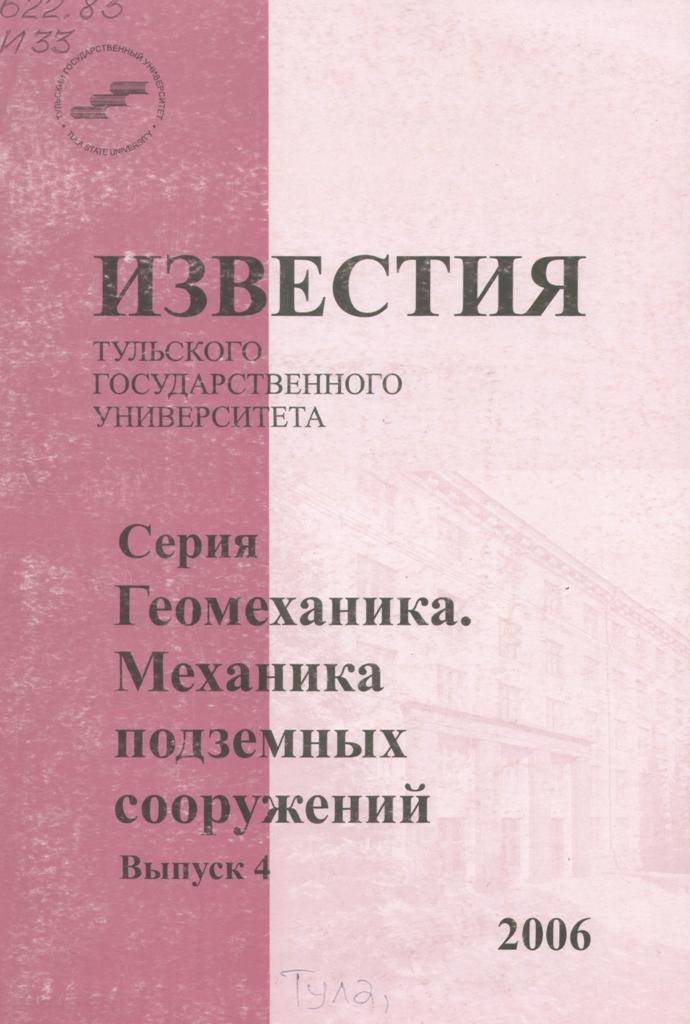 622.83
И 33
ТУЛЬСКИЙ ГОСУДАРСТВЕННЫЙ УНИВЕРСИТЕТ
TULA STATE UNIVERSITY
ИЗВЕСТИЯ
ТУЛЬСКОГО
ГОСУДАРСТВЕННОГО
УНИВЕРСИТЕТА
Серия
Геомеханика.
Механика
подземных
сооружений
Выпуск 4
2006
Тула,